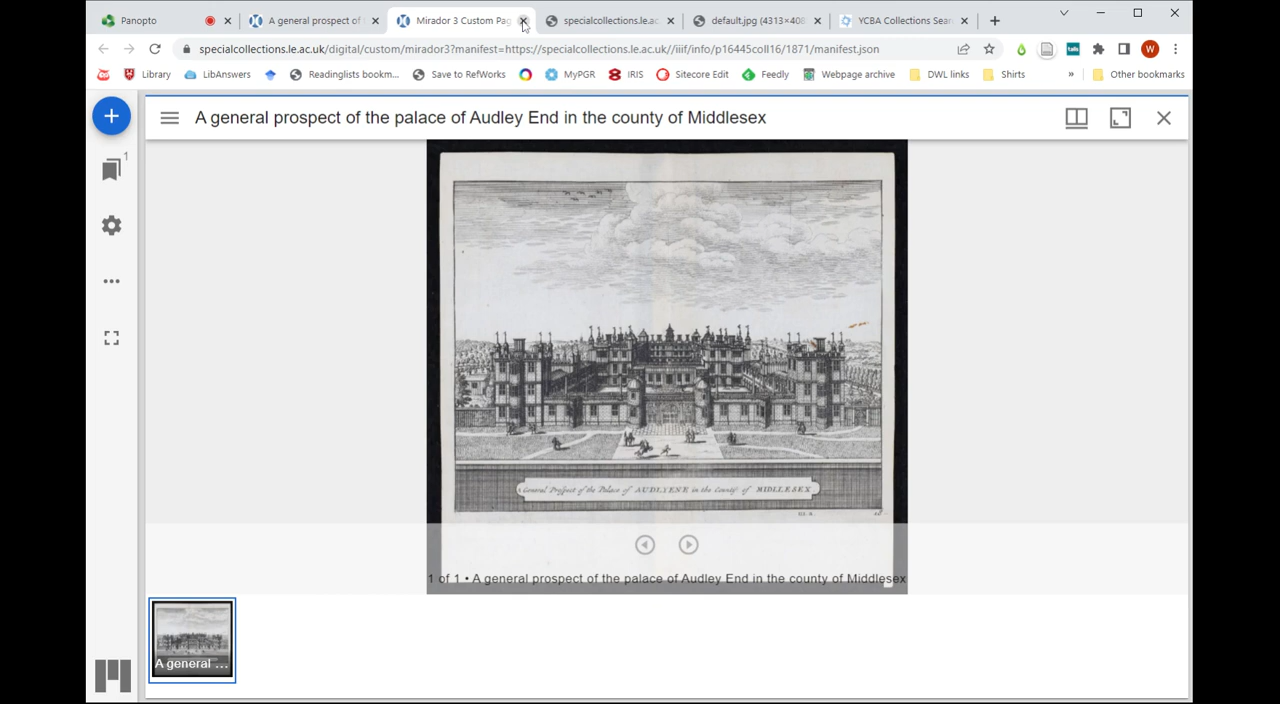 Panopto
A general prospect of
Mirador 3 Custom Pag
specialcollections.le.ac.
default.jpg (4313×408
YCBA Collections Sear
specialcollections.le.ac.uk/digital/custom/mirador3?manifest=https://specialcollections.le.ac.uk//iiif/info/p16445coll16/1871/manifest.json
W
Library
LibAnswers
Readinglists bookm...
Save to RefWorks
MyPGR
IRIS
Sitecore Edit
Feedly
Webpage archive
DWL links
Shirts
»
Other bookmarks
A general prospect of the palace of Audley End in the county of Middlesex
1
General Prospect of the Palace of AUDLYENE in the County of MIDLLESEX
1 of 1 • A general prospect of the palace of Audley End in the county of Middlesex
A general ...